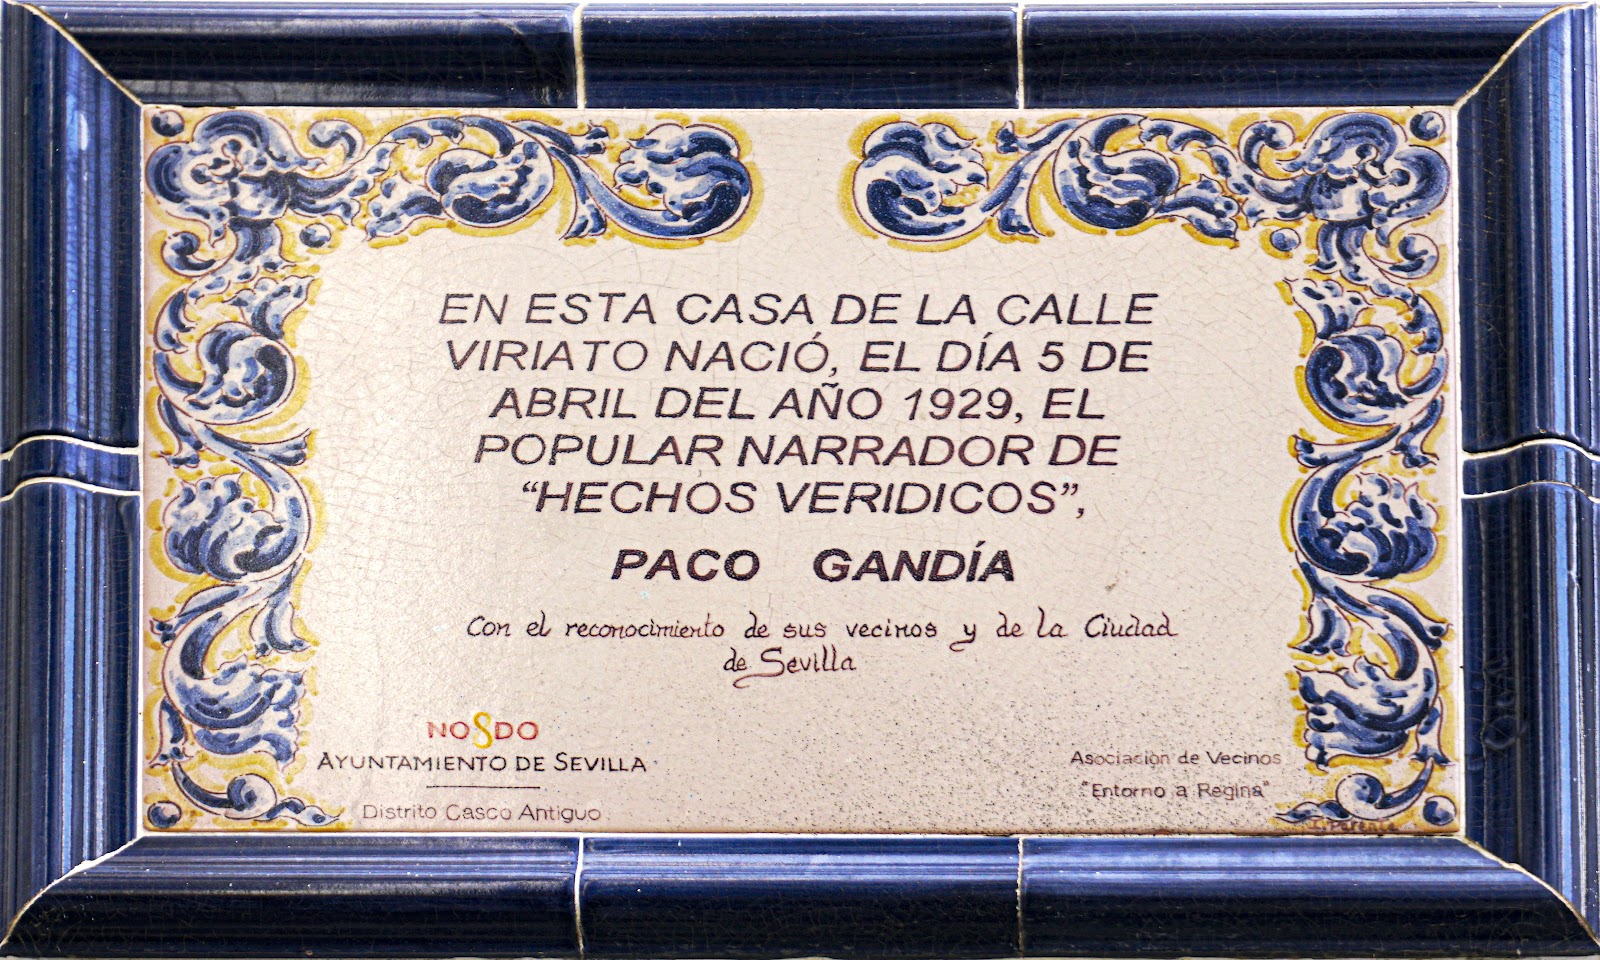 EN ESTA CASA DE LA CALLE
VIRIATO NACIÓ, EL DÍA 5 DE
ABRIL DEL AÑO 1929, EL
POPULAR NARRADOR DE
“HECHOS VERIDICOS”,
PACO GANDÍA
Con el reconocimiento de sus vecinos y de la Ciudad
de Sevilla
NO8DO
AYUNTAMIENTO DE SEVILLA
Distrito Casco Antiguo
Asociación de Vecinos
"Entorno a Regina"